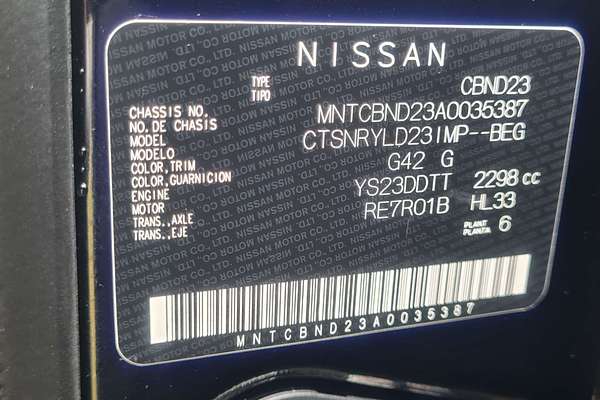 NISSAN
TYPE
TIPO CBND23
CHASSIS NO. MNTCBND23A0035387
NO. DE CHASIS
MODEL CTSNRYLD23IMP--BEG
MODELO
COLOR,TRIM G42 G
COLOR,GUARNICION
ENGINE YS23DDTT 2298 cc
MOTOR
TRANS.,AXLE RE7R01B HL33
TRANS.,EJE
PLANT
PLANTA 6
MNTCBND23A0035387